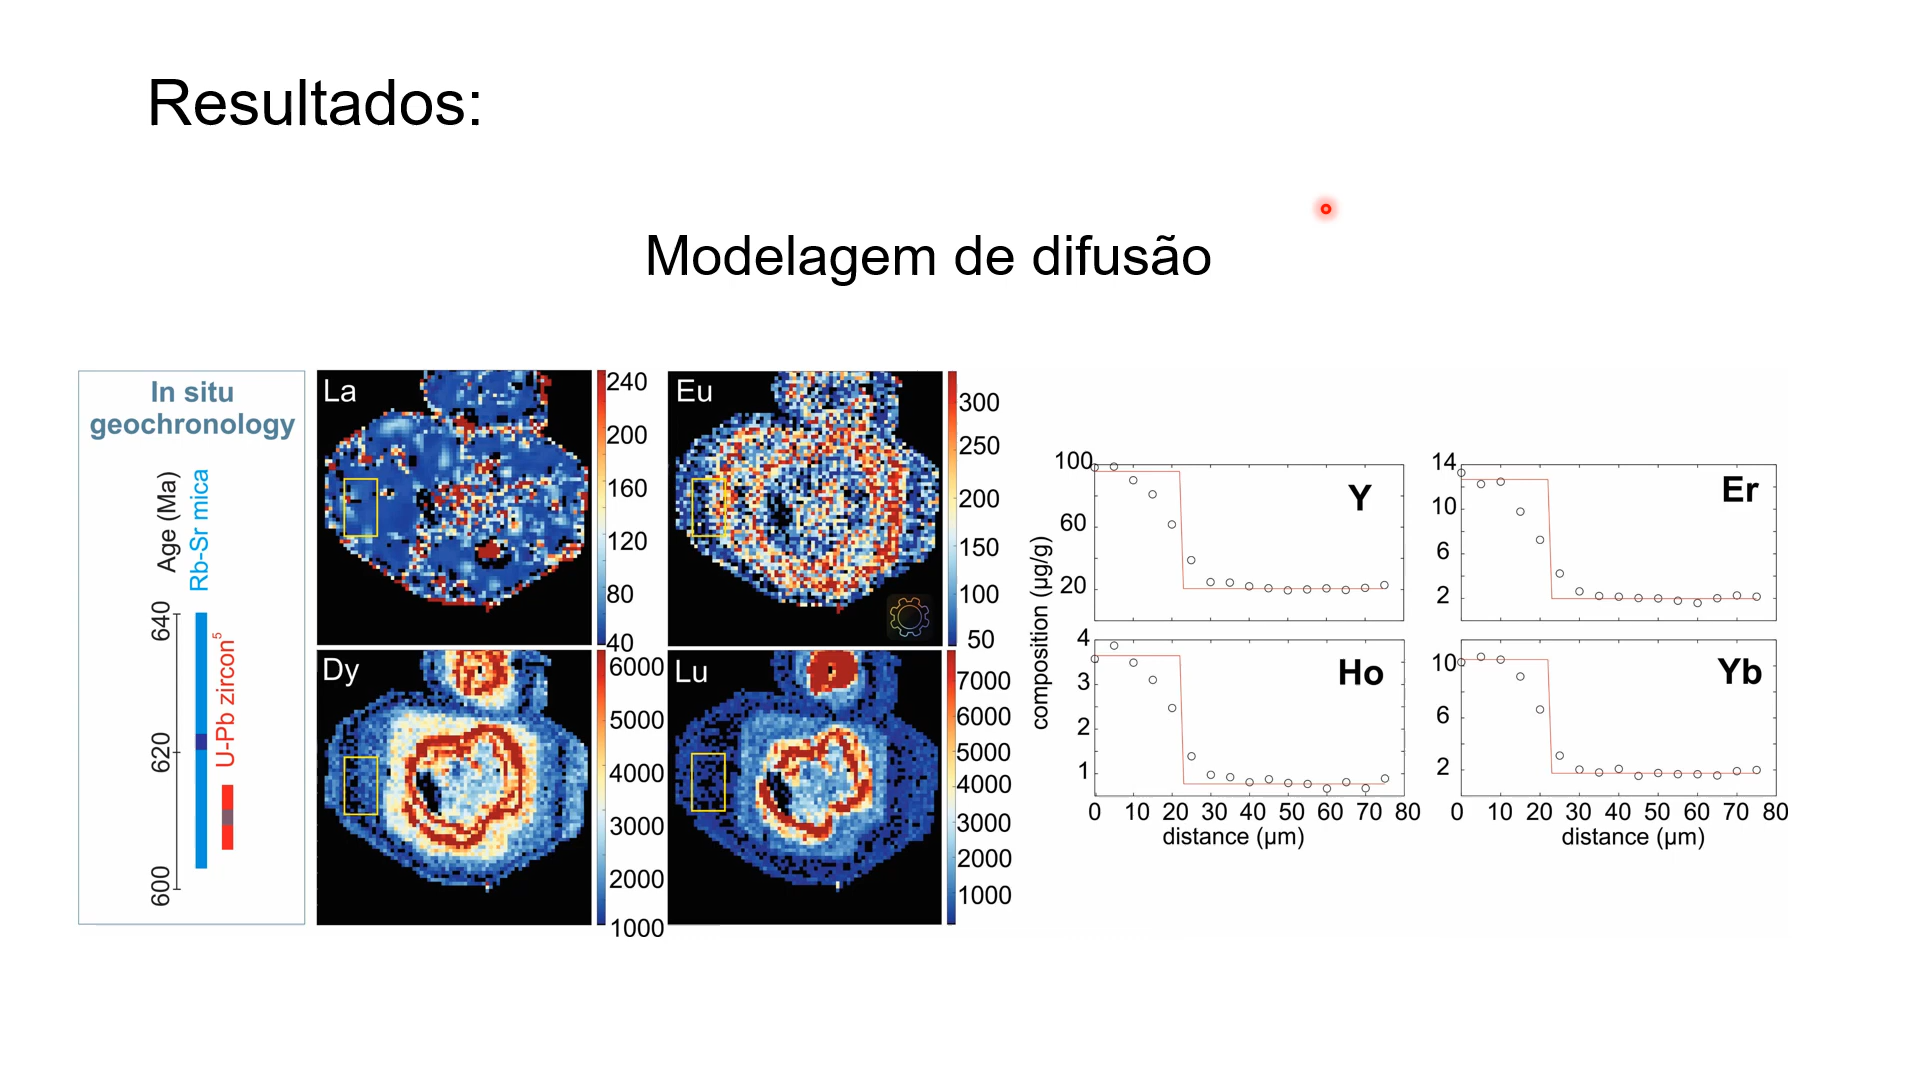 Resultados:
Modelagem de difusão
In situ
geochronology
Age (Ma)
Rb-Sr mica
U-Pb zircon5
640
620
600
La
240
200
160
120
80
40
Eu
300
250
200
150
100
50
Dy
6000
5000
4000
3000
2000
1000
Lu
7000
6000
5000
4000
3000
2000
1000
composition (µg/g)
100
60
20
Y
14
10
6
2
Er
4
3
2
1
Ho
0 10 20 30 40 50 60 70 80
distance (µm)
10
6
2
Yb
0 10 20 30 40 50 60 70 80
distance (µm)